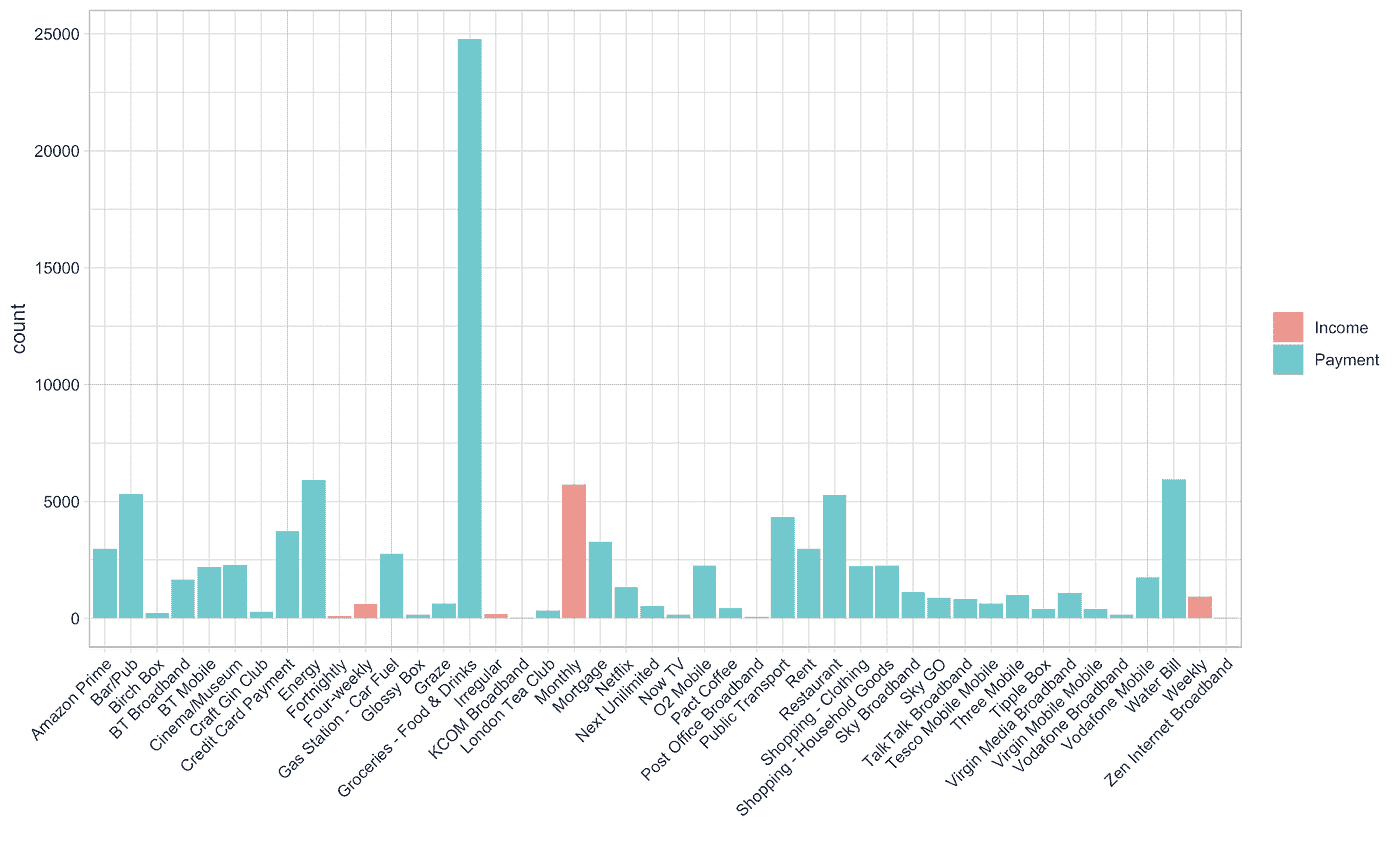 25000
20000
15000
10000
5000
0
count
Amazon Prime
Bar/Pub
Birch Box
BT Broadband
BT Mobile
Cinema/Museum
Craft Gin Club
Credit Card Payment
Energy
Fortnightly
Four-weekly
Gas Station - Car Fuel
Glossy Box
Graze
Groceries - Food & Drinks
Irregular
KCOM Broadband
London Tea Club
Monthly
Mortgage
Netflix
Next Unilimited
Now TV
O2 Mobile
Pact Coffee
Post Office Broadband
Public Transport
Rent
Restaurant
Shopping - Clothing
Shopping - Household Goods
Sky Broadband
Sky GO
TalkTalk Broadband
Tesco Mobile Mobile
Three Mobile
Tipple Box
Virgin Media Broadband
Virgin Mobile Mobile
Vodafone Broadband
Vodafone Mobile
Water Bill
Weekly
Zen Internet Broadband
Income
Payment